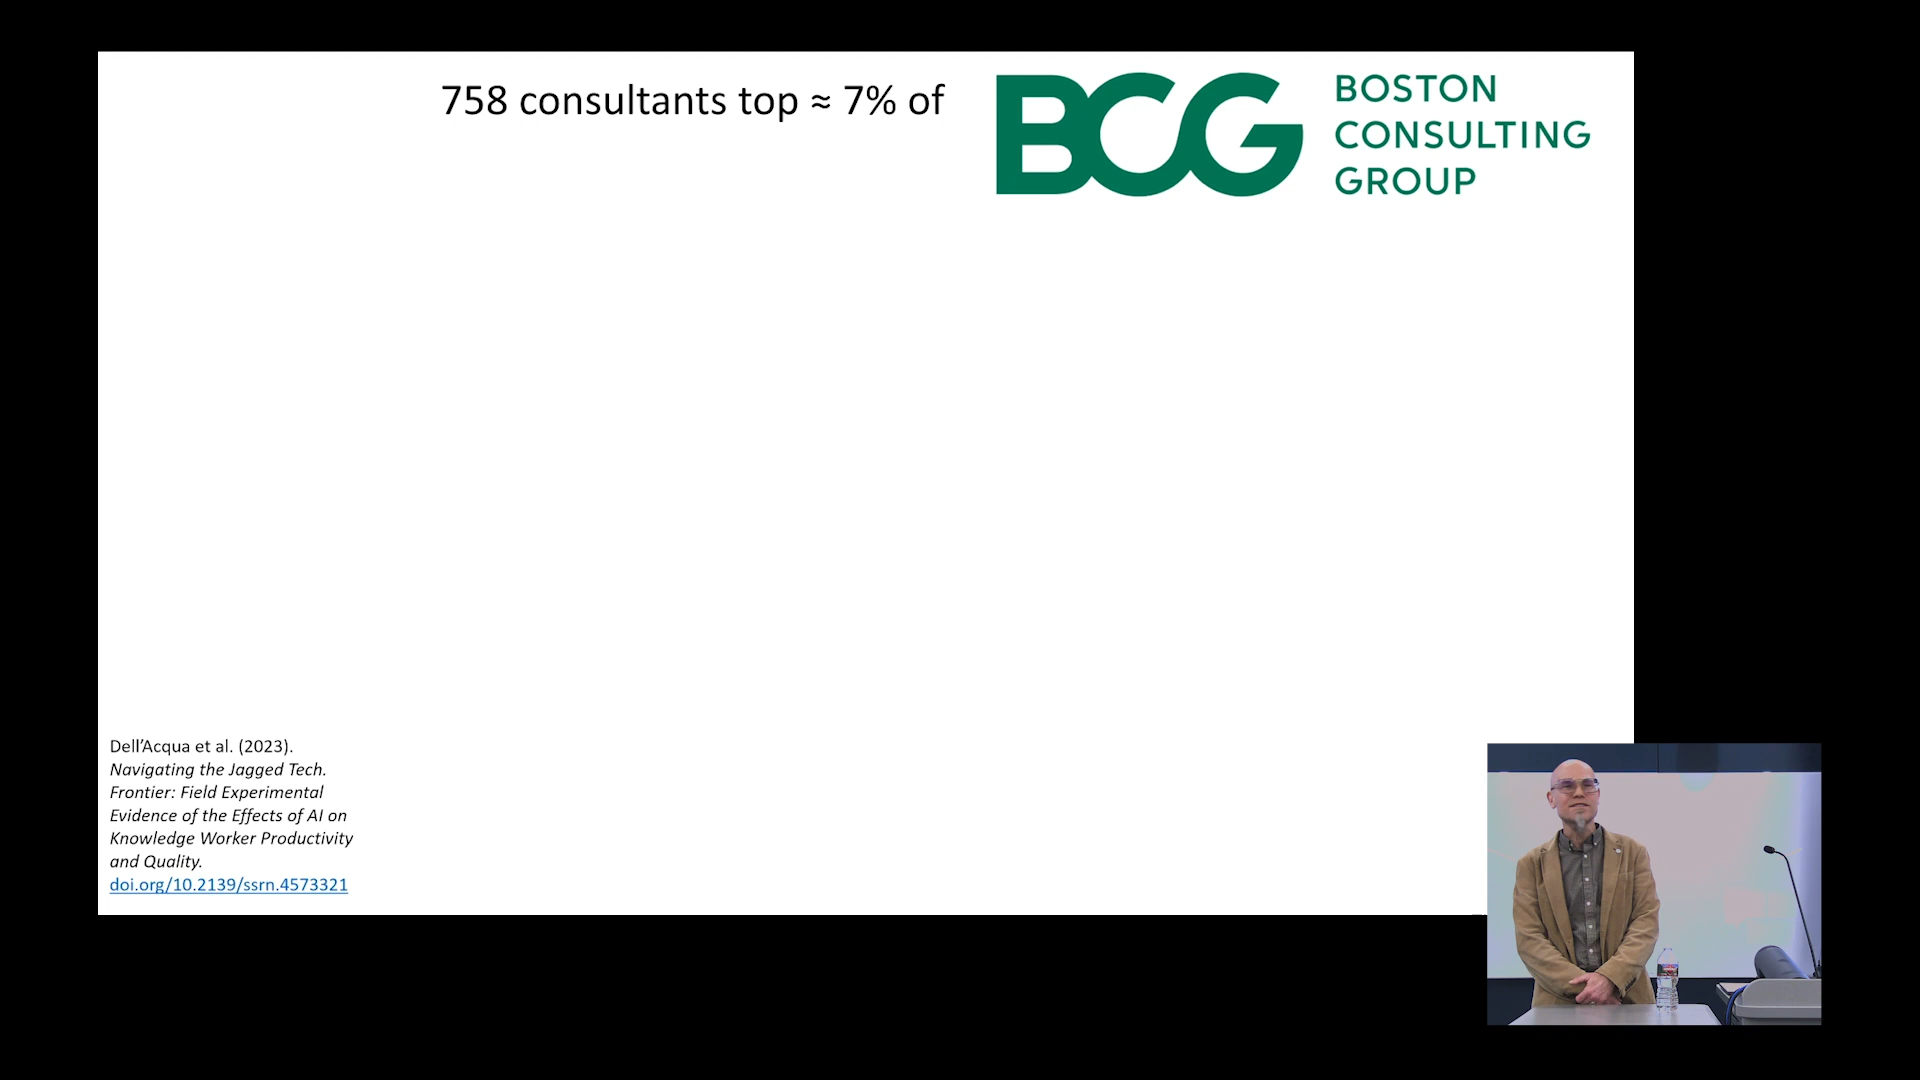 758 consultants top ≈ 7% of
BCG
BOSTON
CONSULTING
GROUP
Dell’Acqua et al. (2023).
Navigating the Jagged Tech.
Frontier: Field Experimental
Evidence of the Effects of AI on
Knowledge Worker Productivity
and Quality.
doi.org/10.2139/ssrn.4573321